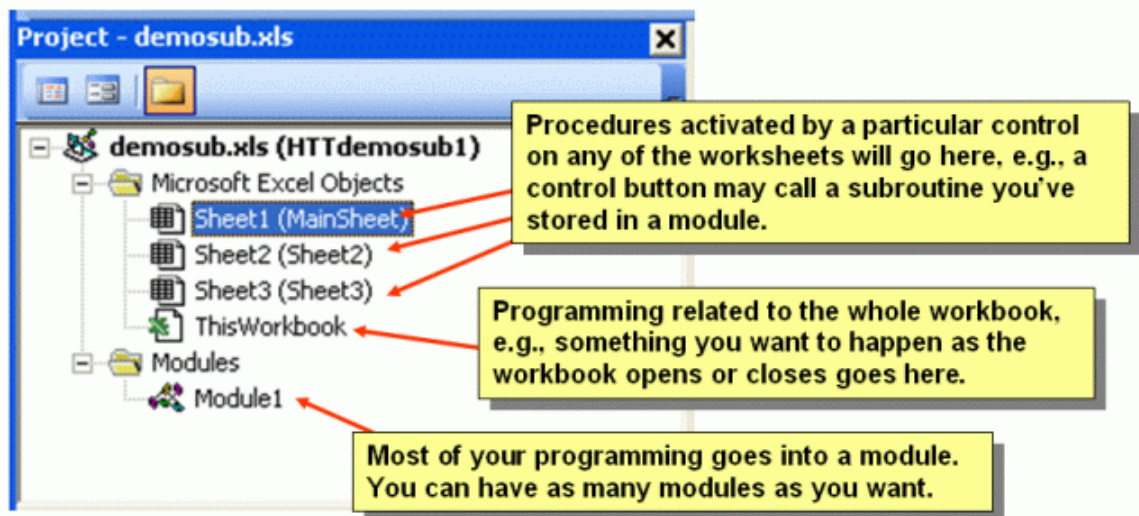 Project - demosub.xls
demosub.xls (HTTdemosub1)
Microsoft Excel Objects
Sheet1 (MainSheet)
Sheet2 (Sheet2)
Sheet3 (Sheet3)
ThisWorkbook
Modules
Module1
Procedures activated by a particular control
on any of the worksheets will go here, e.g., a
control button may call a subroutine you've
stored in a module.
Programming related to the whole workbook,
e.g., something you want to happen as the
workbook opens or closes goes here.
Most of your programming goes into a module.
You can have as many modules as you want.